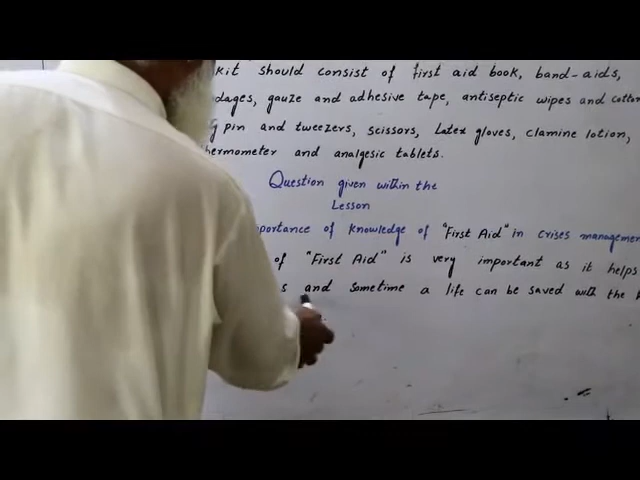 kit should consist of first aid book, band-aids,
dages, gauze and adhesive tape, antiseptic wipes and cotton
pin and tweezers, scissors, Latex gloves, clamine lotion,
hermometer and analgesic tablets.
Question given within the
Lesson
portance of knowledge of "First Aid" in crises managemen
of "First Aid" is very important as it helps
s and sometime a life can be saved with the